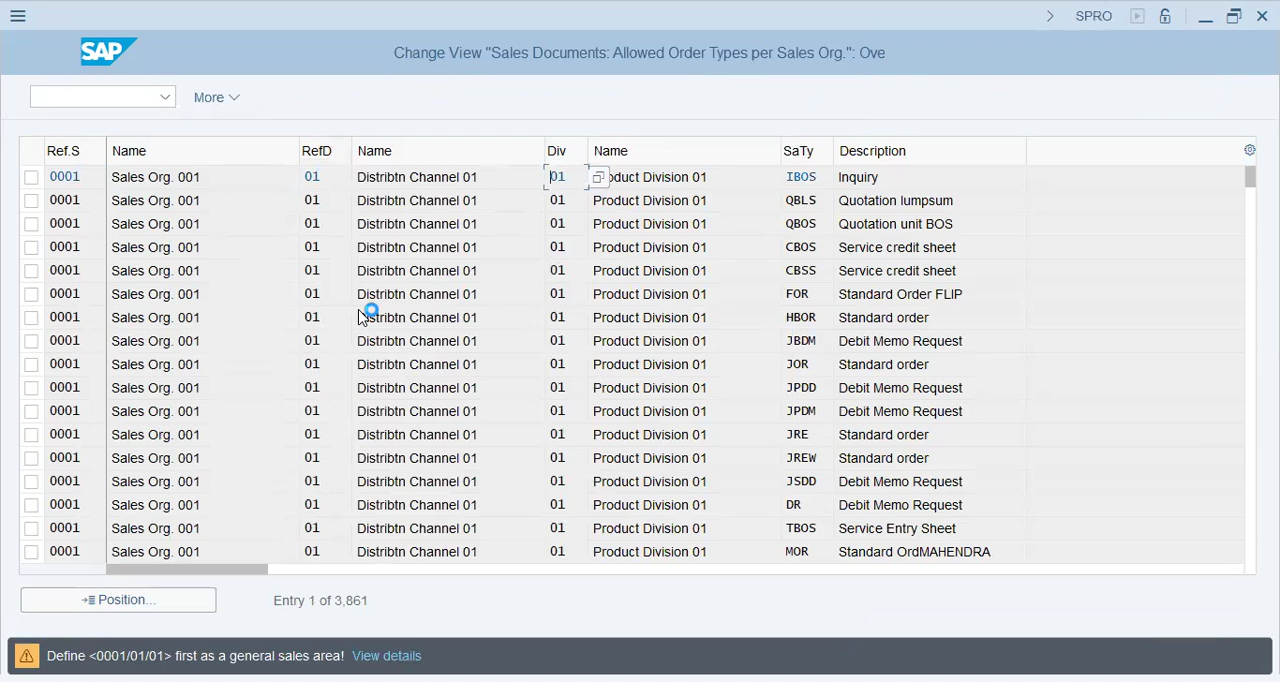 SPRO
SAP
Change View "Sales Documents: Allowed Order Types per Sales Org.": Ove
More
Ref.S Name RefD Name Div Name SaTy Description
0001 Sales Org. 001 01 Distribtn Channel 01 01 oduct Division 01 IBOS Inquiry
0001 Sales Org. 001 01 Distribtn Channel 01 01 Product Division 01 QBLS Quotation lumpsum
0001 Sales Org. 001 01 Distribtn Channel 01 01 Product Division 01 QBOS Quotation unit BOS
0001 Sales Org. 001 01 Distribtn Channel 01 01 Product Division 01 CBOS Service credit sheet
0001 Sales Org. 001 01 Distribtn Channel 01 01 Product Division 01 CBSS Service credit sheet
0001 Sales Org. 001 01 Distribtn Channel 01 01 Product Division 01 FOR Standard Order FLIP
0001 Sales Org. 001 01 Distribtn Channel 01 01 Product Division 01 HBOR Standard order
0001 Sales Org. 001 01 Distribtn Channel 01 01 Product Division 01 JBDM Debit Memo Request
0001 Sales Org. 001 01 Distribtn Channel 01 01 Product Division 01 JOR Standard order
0001 Sales Org. 001 01 Distribtn Channel 01 01 Product Division 01 JPDD Debit Memo Request
0001 Sales Org. 001 01 Distribtn Channel 01 01 Product Division 01 JPDM Debit Memo Request
0001 Sales Org. 001 01 Distribtn Channel 01 01 Product Division 01 JRE Standard order
0001 Sales Org. 001 01 Distribtn Channel 01 01 Product Division 01 JREW Standard order
0001 Sales Org. 001 01 Distribtn Channel 01 01 Product Division 01 JSDD Debit Memo Request
0001 Sales Org. 001 01 Distribtn Channel 01 01 Product Division 01 DR Debit Memo Request
0001 Sales Org. 001 01 Distribtn Channel 01 01 Product Division 01 TBOS Service Entry Sheet
0001 Sales Org. 001 01 Distribtn Channel 01 01 Product Division 01 MOR Standard OrdMAHENDRA
Position... Entry 1 of 3,861
Define <0001/01/01> first as a general sales area! View details